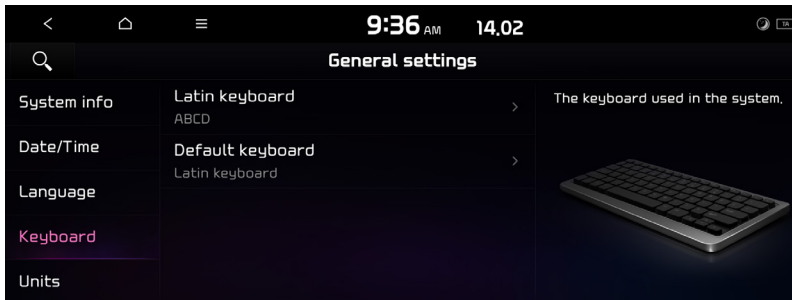 9:36 AM 14.02
TA
General settings
System info
Date/Time
Language
Keyboard
Units
Latin keyboard
ABCD
Default keyboard
Latin keyboard
The keyboard used in the system.